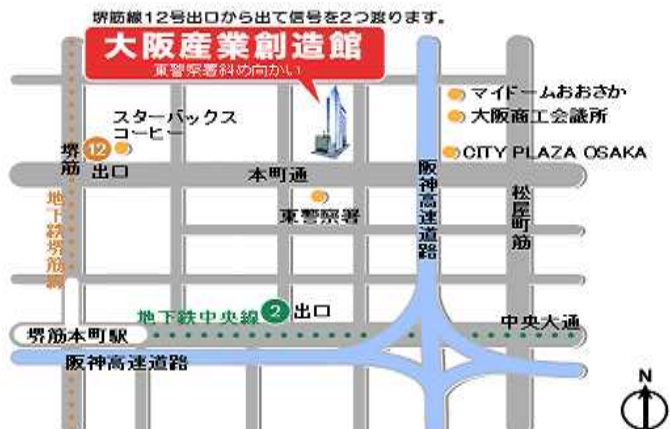 堺筋線12号出口から出て信号を2つ渡ります。
大阪産業創造館
東警察署斜め向かい
マイドームおおさか
大阪商工会議所
スターバックス
コーヒー
堺筋
12
出口
CITY PLAZA OSAKA
本町通
阪神高速道路
松屋町筋
地下鉄堺筋線
東警察署
地下鉄中央線
2
出口
中央大通
堺筋本町駅
阪神高速道路
N